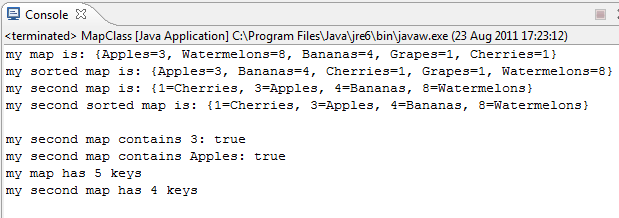 Console
<terminated> MapClass [Java Application] C:\Program Files\Java\jre6\bin\javaw.exe (23 Aug 2011 17:23:12)
my map is: {Apples=3, Watermelons=8, Bananas=4, Grapes=1, Cherries=1}
my sorted map is: {Apples=3, Bananas=4, Cherries=1, Grapes=1, Watermelons=8}
my second map is: {1=Cherries, 3=Apples, 4=Bananas, 8=Watermelons}
my second sorted map is: {1=Cherries, 3=Apples, 4=Bananas, 8=Watermelons}
my second map contains 3: true
my second map contains Apples: true
my map has 5 keys
my second map has 4 keys